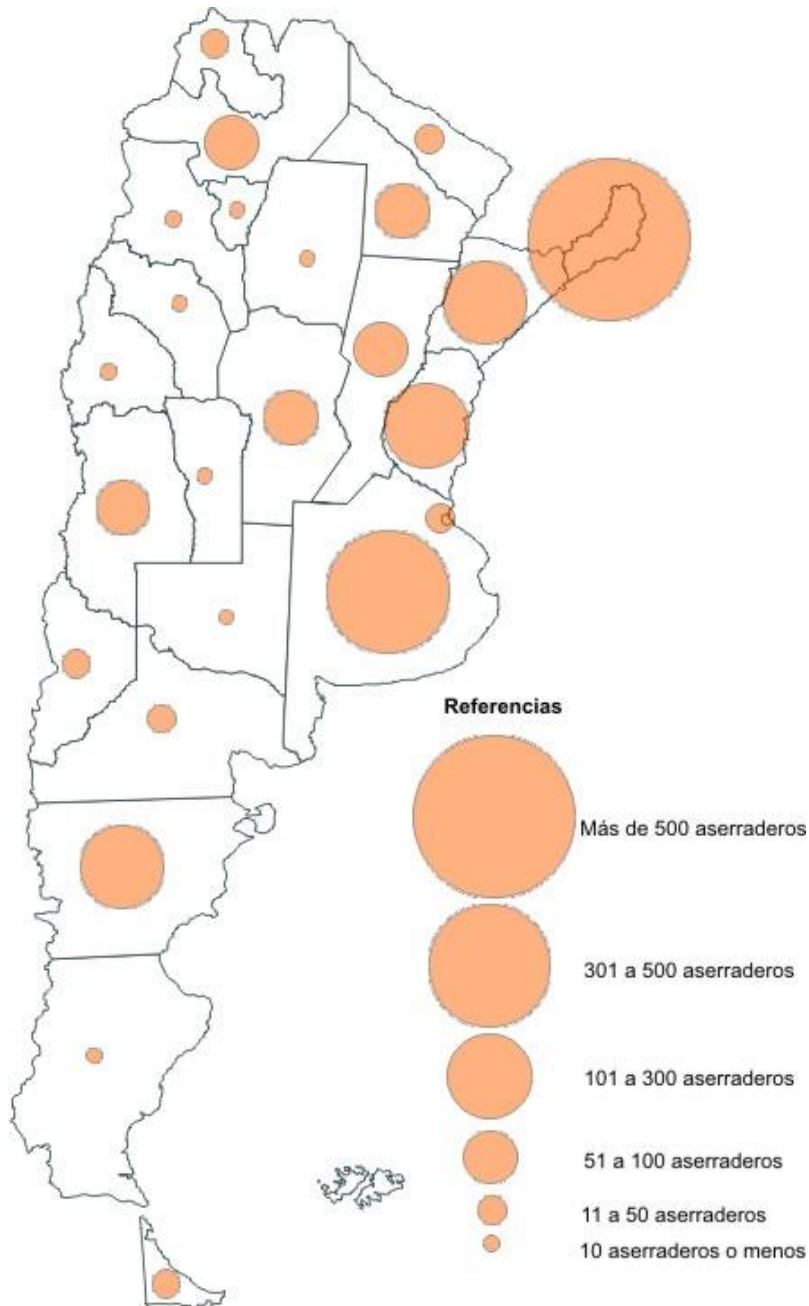 Referencias
Más de 500 aserraderos
301 a 500 aserraderos
101 a 300 aserraderos
51 a 100 aserraderos
11 a 50 aserraderos
10 aserraderos o menos